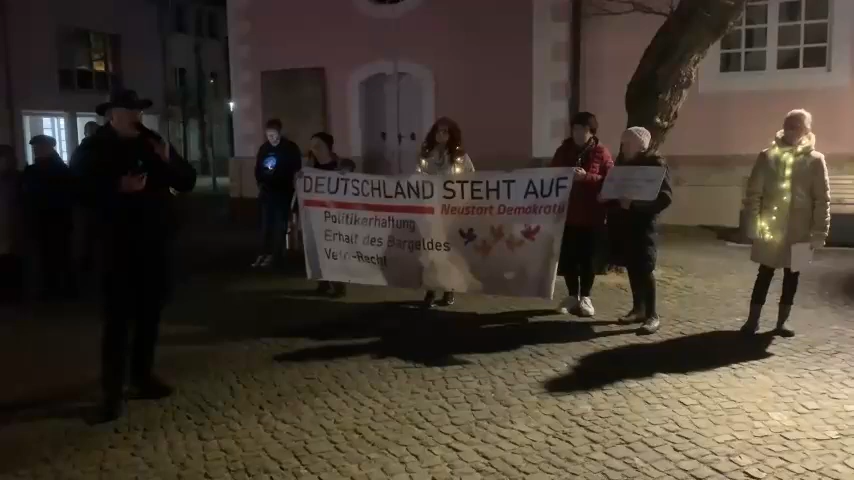 DEUTSCHLAND STEHT AUF
Neustart Demokratie
Politikerhaftung
Erhalt des Bargeldes
Veto-Recht